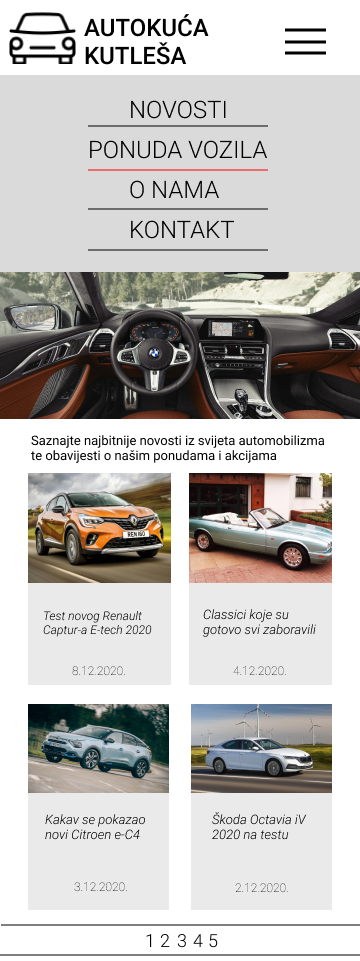 AUTOKUĆA
KUTLEŠA
NOVOSTI
PONUDA VOZILA
O NAMA
KONTAKT
Saznajte najbitnije novosti iz svijeta automobilizma
te obavijesti o našim ponudama i akcijama
REN 160
Test novog Renault
Captur-a E-tech 2020
8.12.2020.
Classici koje su
gotovo svi zaboravili
4.12.2020.
Kakav se pokazao
novi Citroen e-C4
3.12.2020.
Škoda Octavia iV
2020 na testu
2.12.2020.
1 2 3 4 5